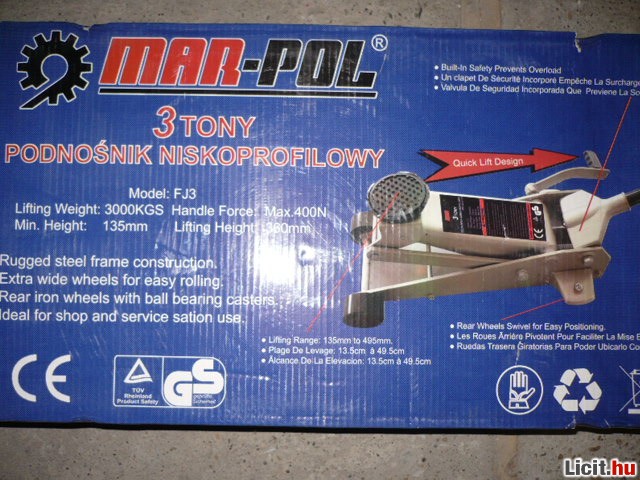 MAR-POL®
3 TONY
PODNOŚNIK NISKOPROFILOWY
Model: FJ3
Lifting Weight: 3000KGS Handle Force: Max.400N
Min. Height: 135mm Lifting Height: 360mm
Rugged steel frame construction.
Extra wide wheels for easy rolling.
Rear iron wheels with ball bearing casters.
Ideal for shop and service sation use.
• Built-In Safety Prevents Overload
• Un clapet De Sécurité Incorporé Empêche La Surcharge
• Valvula De Seguridad Incorporada Que Previene La
Quick Lift Design
• Lifting Range: 135mm to 495mm.
• Plage De Levage: 13.5cm à 49.5cm
• Alcance De La Elevacion: 13.5cm à 49.5cm
• Rear Wheels Swivel for Easy Positioning.
• Les Roues Arriére Pivotent Pour Faciliter La Mise
• Ruedas Trasera Giratorias Para Poder Ubicarlo
CE
TÜV
Rheinland
Product Safety
GS
geprüfte
Sicherheit
Licit.hu